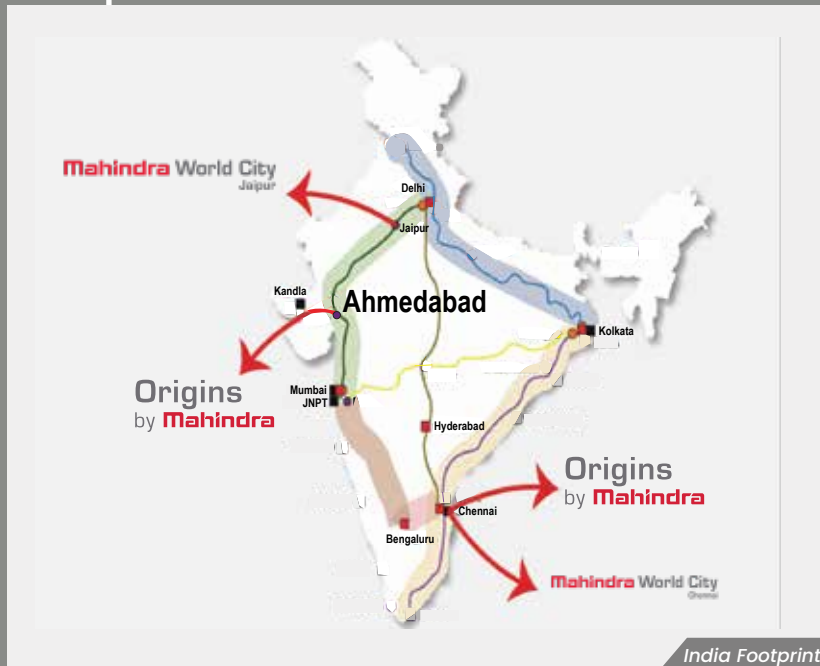 Mahindra World City
Jaipur
Delhi
Jaipur
Kandla
Ahmedabad
Kolkata
Origins
by Mahindra
Mumbai
JNPT
Hyderabad
Origins
by Mahindra
Chennai
Bengaluru
Mahindra World City
Chennai
India Footprint